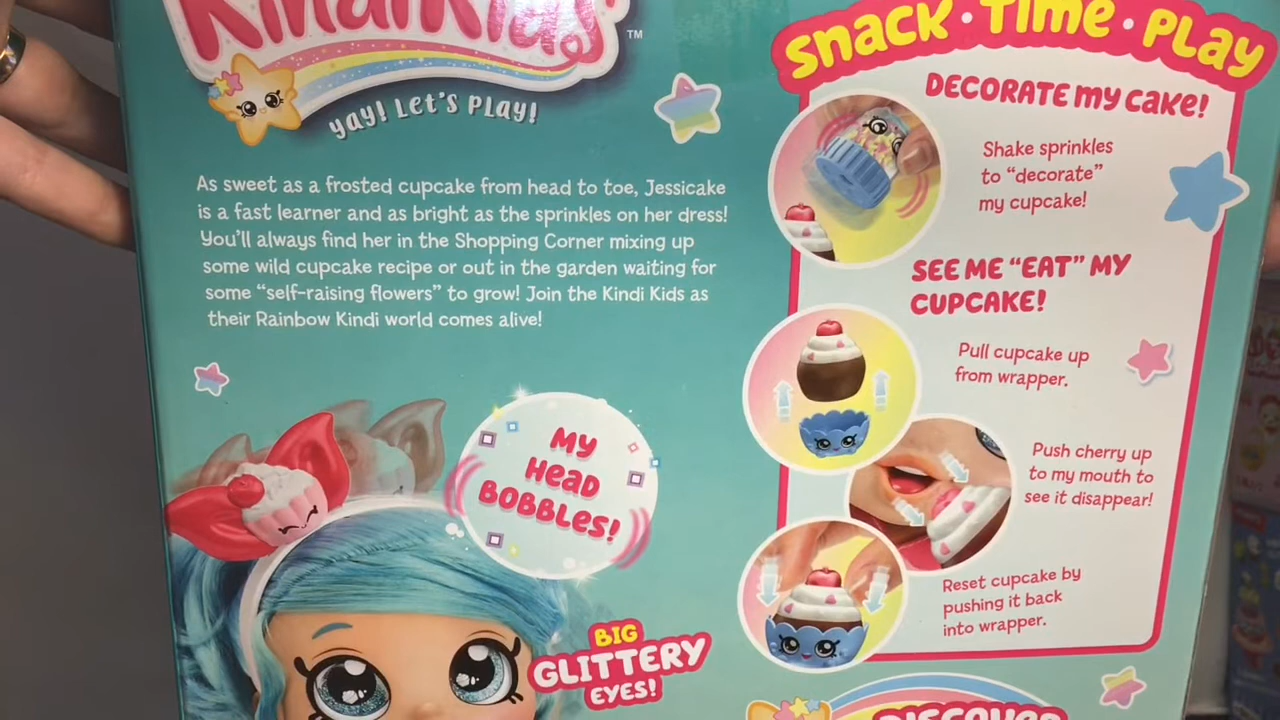 KindiKids™
yay! Let's PLay!
As sweet as a frosted cupcake from head to toe, Jessicake
is a fast learner and as bright as the sprinkles on her dress!
You'll always find her in the Shopping Corner mixing up
some wild cupcake recipe or out in the garden waiting for
some "self-raising flowers" to grow! Join the Kindi Kids as
their Rainbow Kindi world comes alive!
MY
HEAD
BOBBLES!
BIG
GLITTERY
EYES!
snack • Time • PLay
DECORATE my cake!
Shake sprinkles
to "decorate"
my cupcake!
SEE ME "EAT" MY
CUPCAKE!
Pull cupcake up
from wrapper.
Push cherry up
to my mouth to
see it disappear!
Reset cupcake by
pushing it back
into wrapper.
DISCOVER